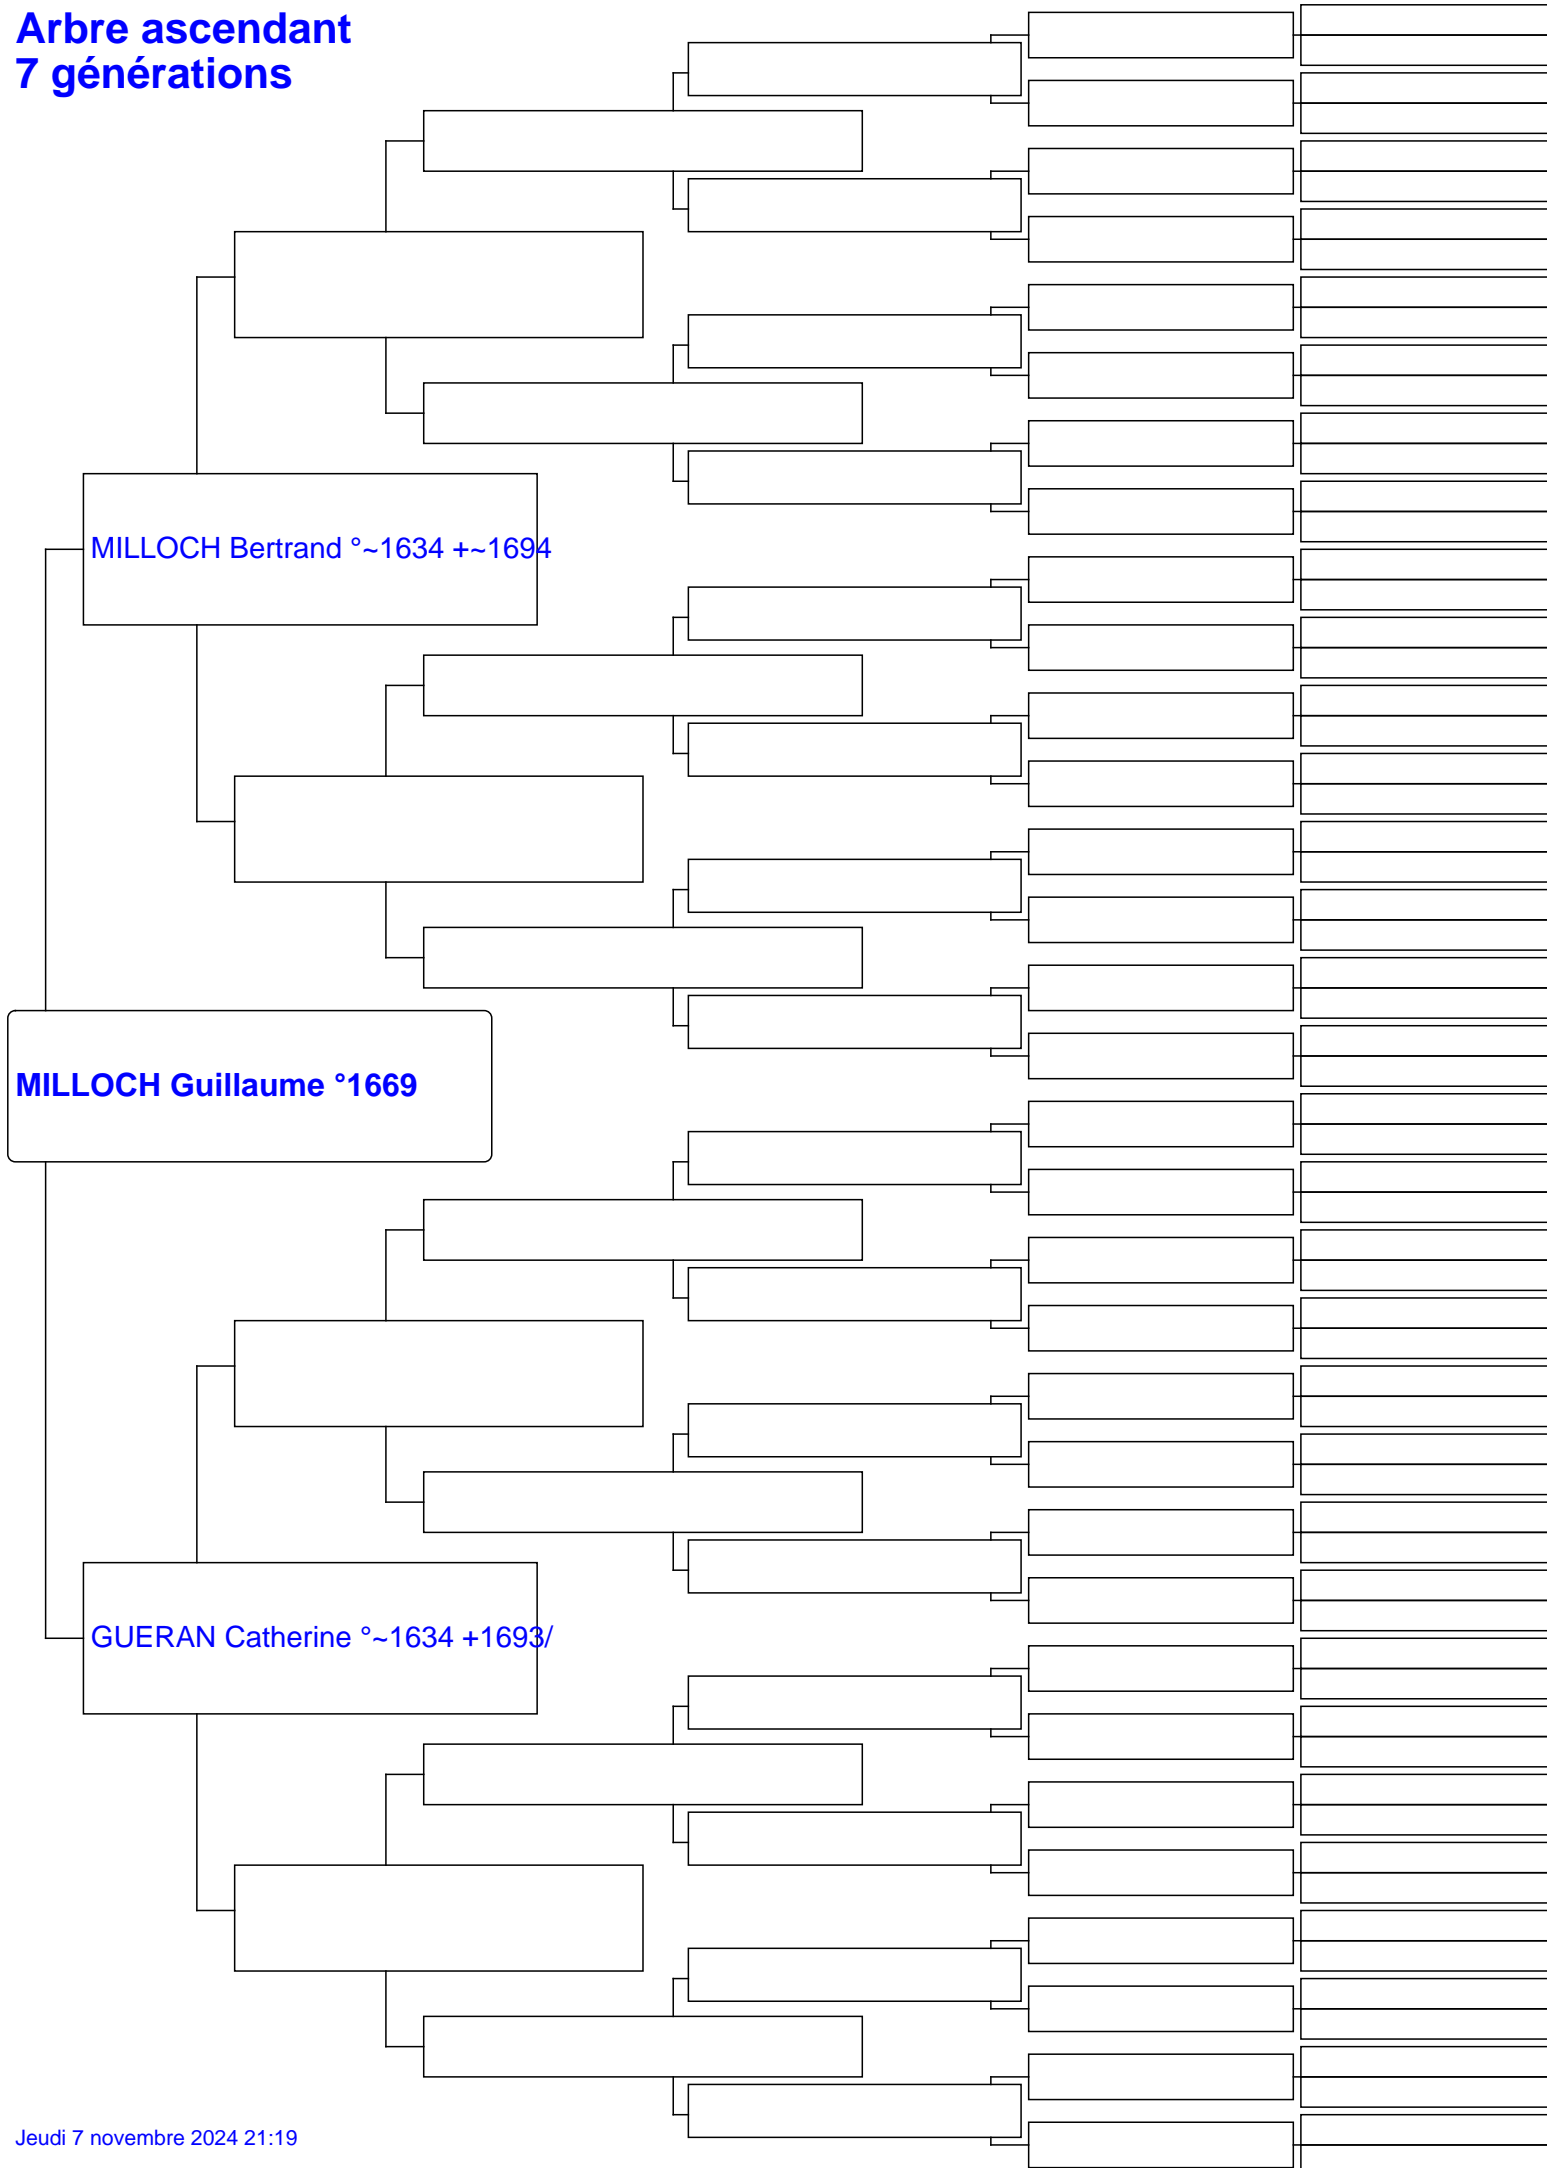 Arbre ascendant
7 générations
MILLOCH Bertrand °~1634 +~1694
MILLOCH Guillaume °1669
GUERAN Catherine °~1634 +1693/
Jeudi 7 novembre 2024 21:19